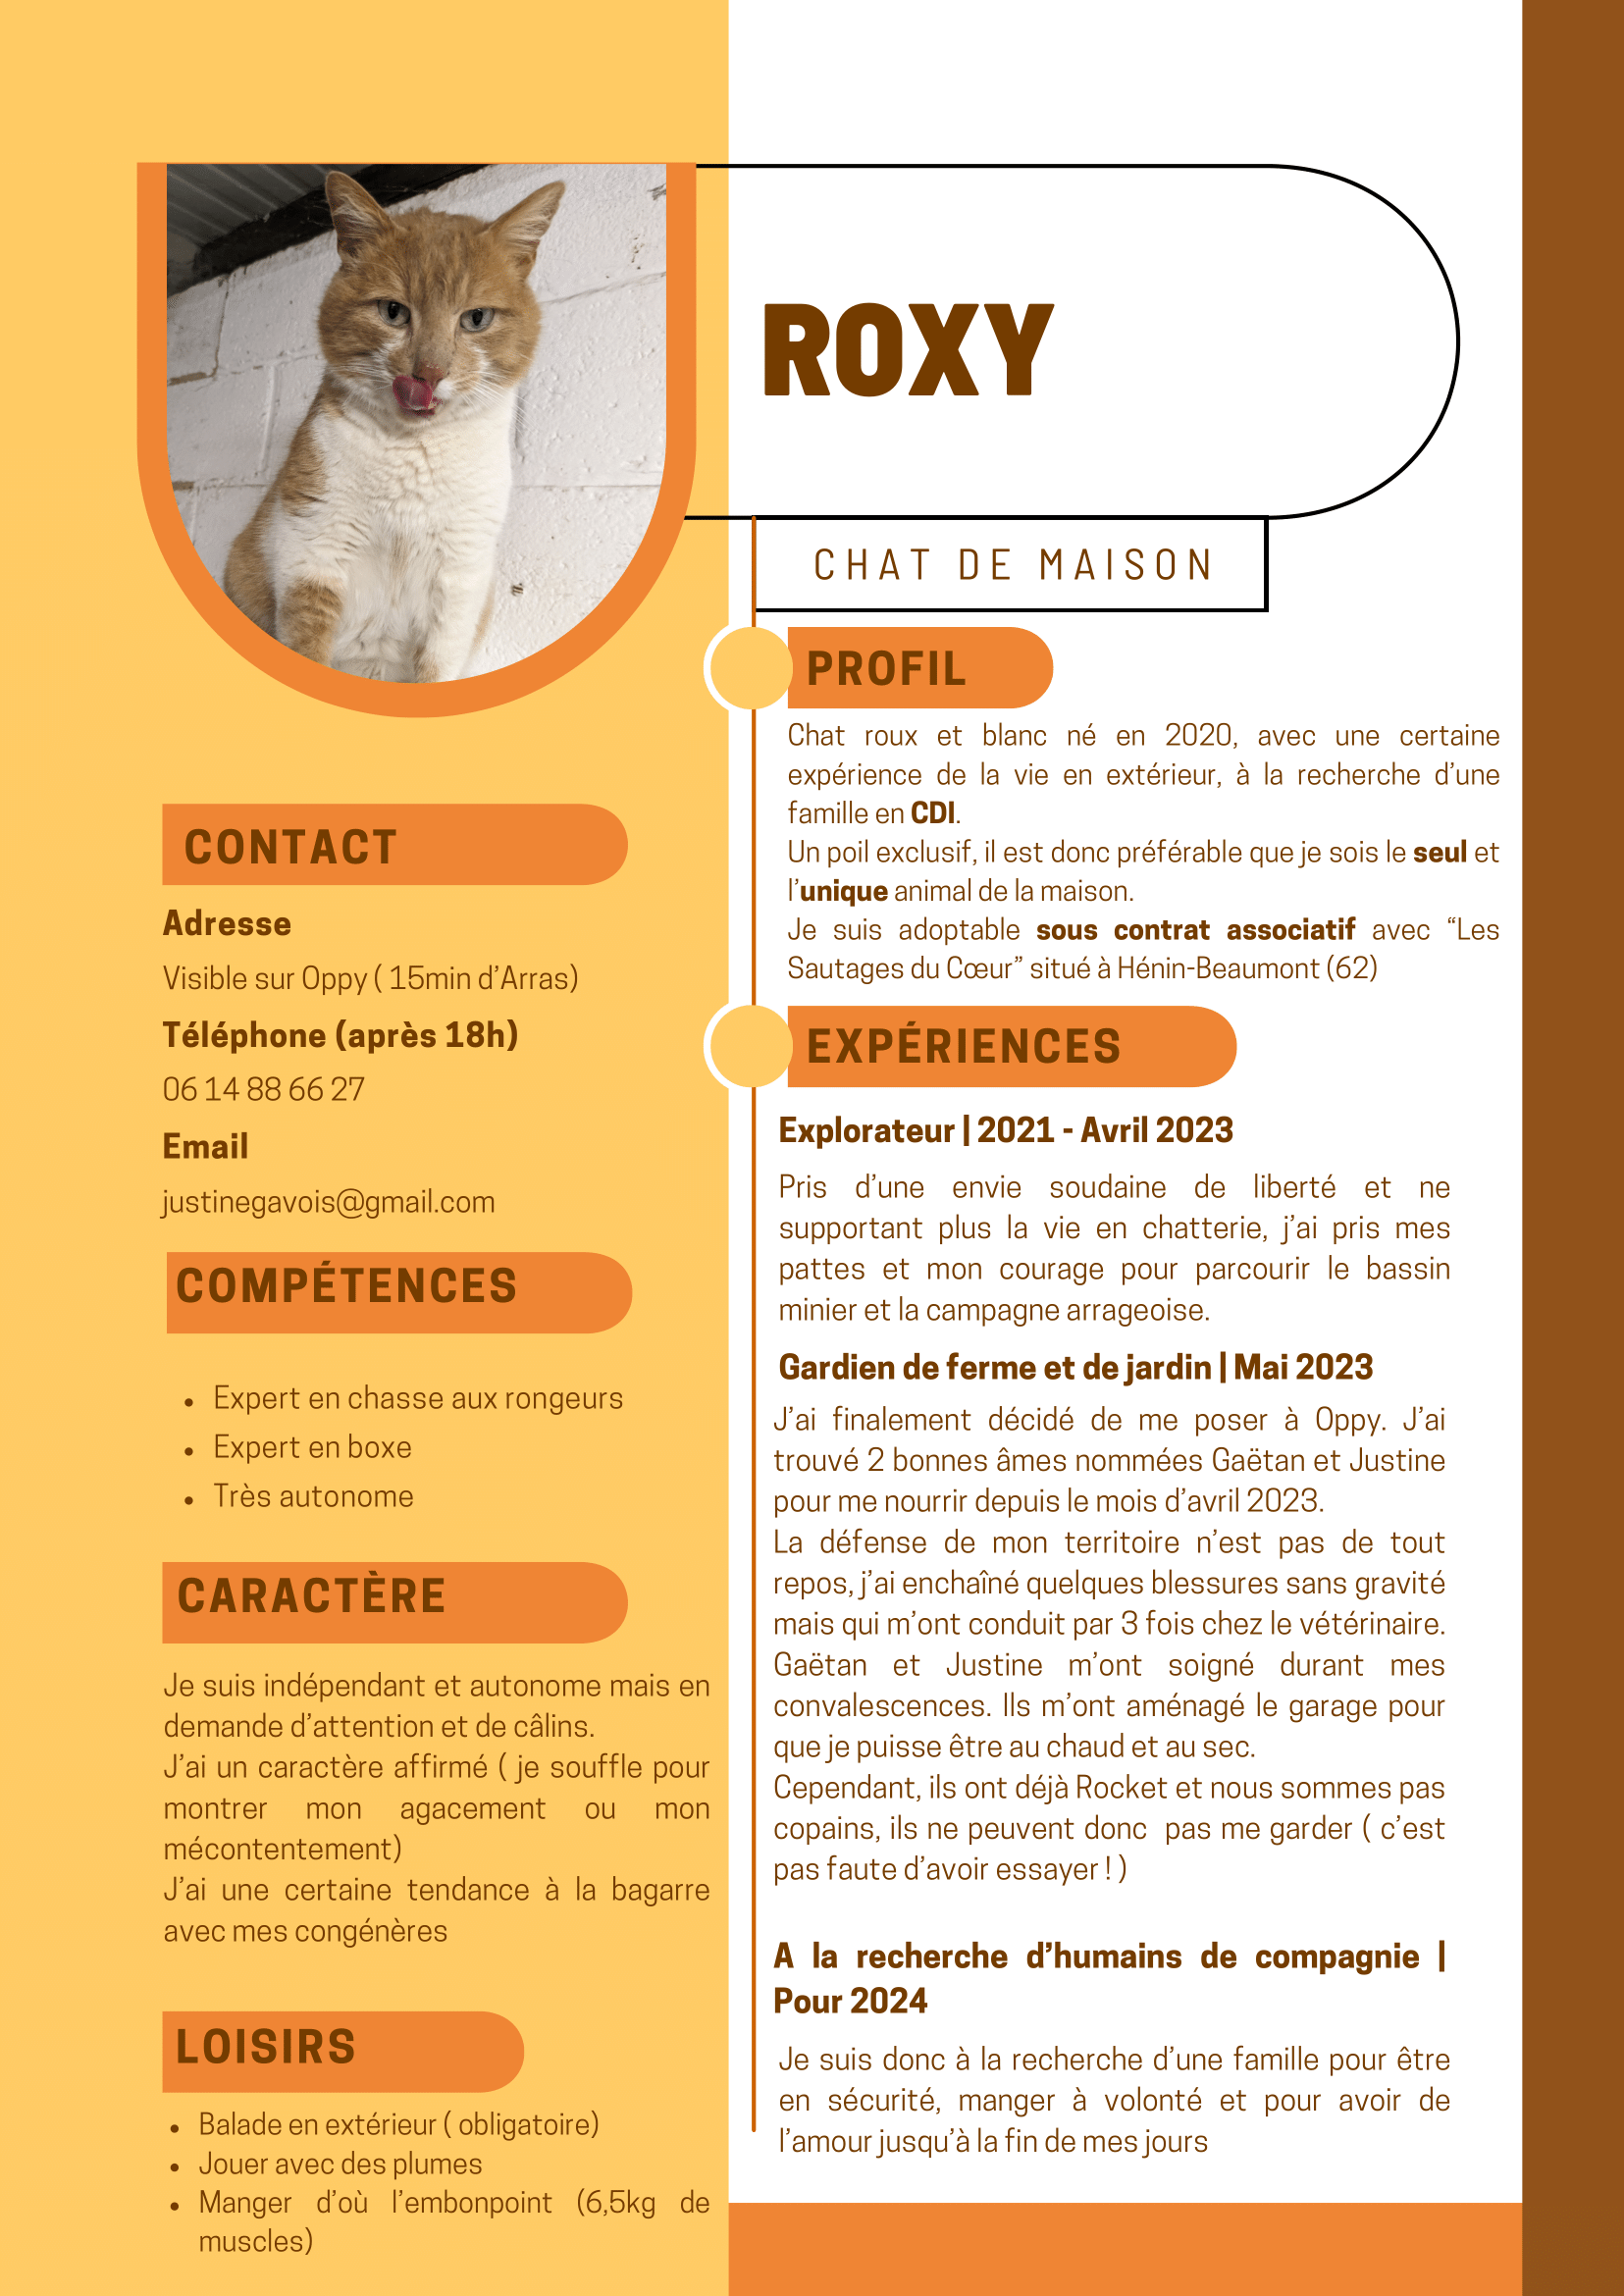 ROXY
CHAT DE MAISON
CONTACT
Adresse
Visible sur Oppy ( 15min d’Arras)
Téléphone (après 18h)
06 14 88 66 27
Email
justinegavois@gmail.com
COMPÉTENCES
• Expert en chasse aux rongeurs
• Expert en boxe
• Très autonome
CARACTÈRE
Je suis indépendant et autonome mais en
demande d’attention et de câlins.
J’ai un caractère affirmé ( je souffle pour
montrer mon agacement ou mon
mécontentement)
J’ai une certaine tendance à la bagarre
avec mes congénères
LOISIRS
• Balade en extérieur ( obligatoire)
• Jouer avec des plumes
• Manger d’où l’embonpoint (6,5kg de
muscles)
PROFIL
Chat roux et blanc né en 2020, avec une certaine
expérience de la vie en extérieur, à la recherche d’une
famille en CDI.
Un poil exclusif, il est donc préférable que je sois le seul et
l’unique animal de la maison.
Je suis adoptable sous contrat associatif avec “Les
Sautages du Cœur” situé à Hénin-Beaumont (62)
EXPÉRIENCES
Explorateur | 2021 - Avril 2023
Pris d’une envie soudaine de liberté et ne
supportant plus la vie en chatterie, j’ai pris mes
pattes et mon courage pour parcourir le bassin
minier et la campagne arrageoise.
Gardien de ferme et de jardin | Mai 2023
J’ai finalement décidé de me poser à Oppy. J’ai
trouvé 2 bonnes âmes nommées Gaëtan et Justine
pour me nourrir depuis le mois d’avril 2023.
La défense de mon territoire n’est pas de tout
repos, j’ai enchaîné quelques blessures sans gravité
mais qui m’ont conduit par 3 fois chez le vétérinaire.
Gaëtan et Justine m’ont soigné durant mes
convalescences. Ils m’ont aménagé le garage pour
que je puisse être au chaud et au sec.
Cependant, ils ont déjà Rocket et nous sommes pas
copains, ils ne peuvent donc pas me garder ( c’est
pas faute d’avoir essayer ! )
A la recherche d’humains de compagnie |
Pour 2024
Je suis donc à la recherche d’une famille pour être
en sécurité, manger à volonté et pour avoir de
l’amour jusqu’à la fin de mes jours